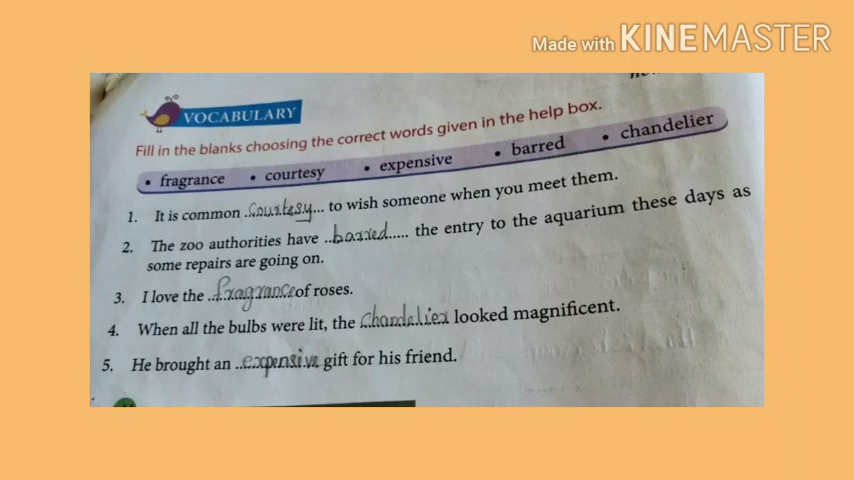 Made with KINEMASTER
VOCABULARY
Fill in the blanks choosing the correct words given in the help box.
• fragrance • courtesy • expensive • barred • chandelier
1. It is common ..courtesy... to wish someone when you meet them.
2. The zoo authorities have ..barred..... the entry to the aquarium these days as
some repairs are going on.
3. I love the ..fragrance of roses.
4. When all the bulbs were lit, the chandelier looked magnificent.
5. He brought an ..expensive gift for his friend.